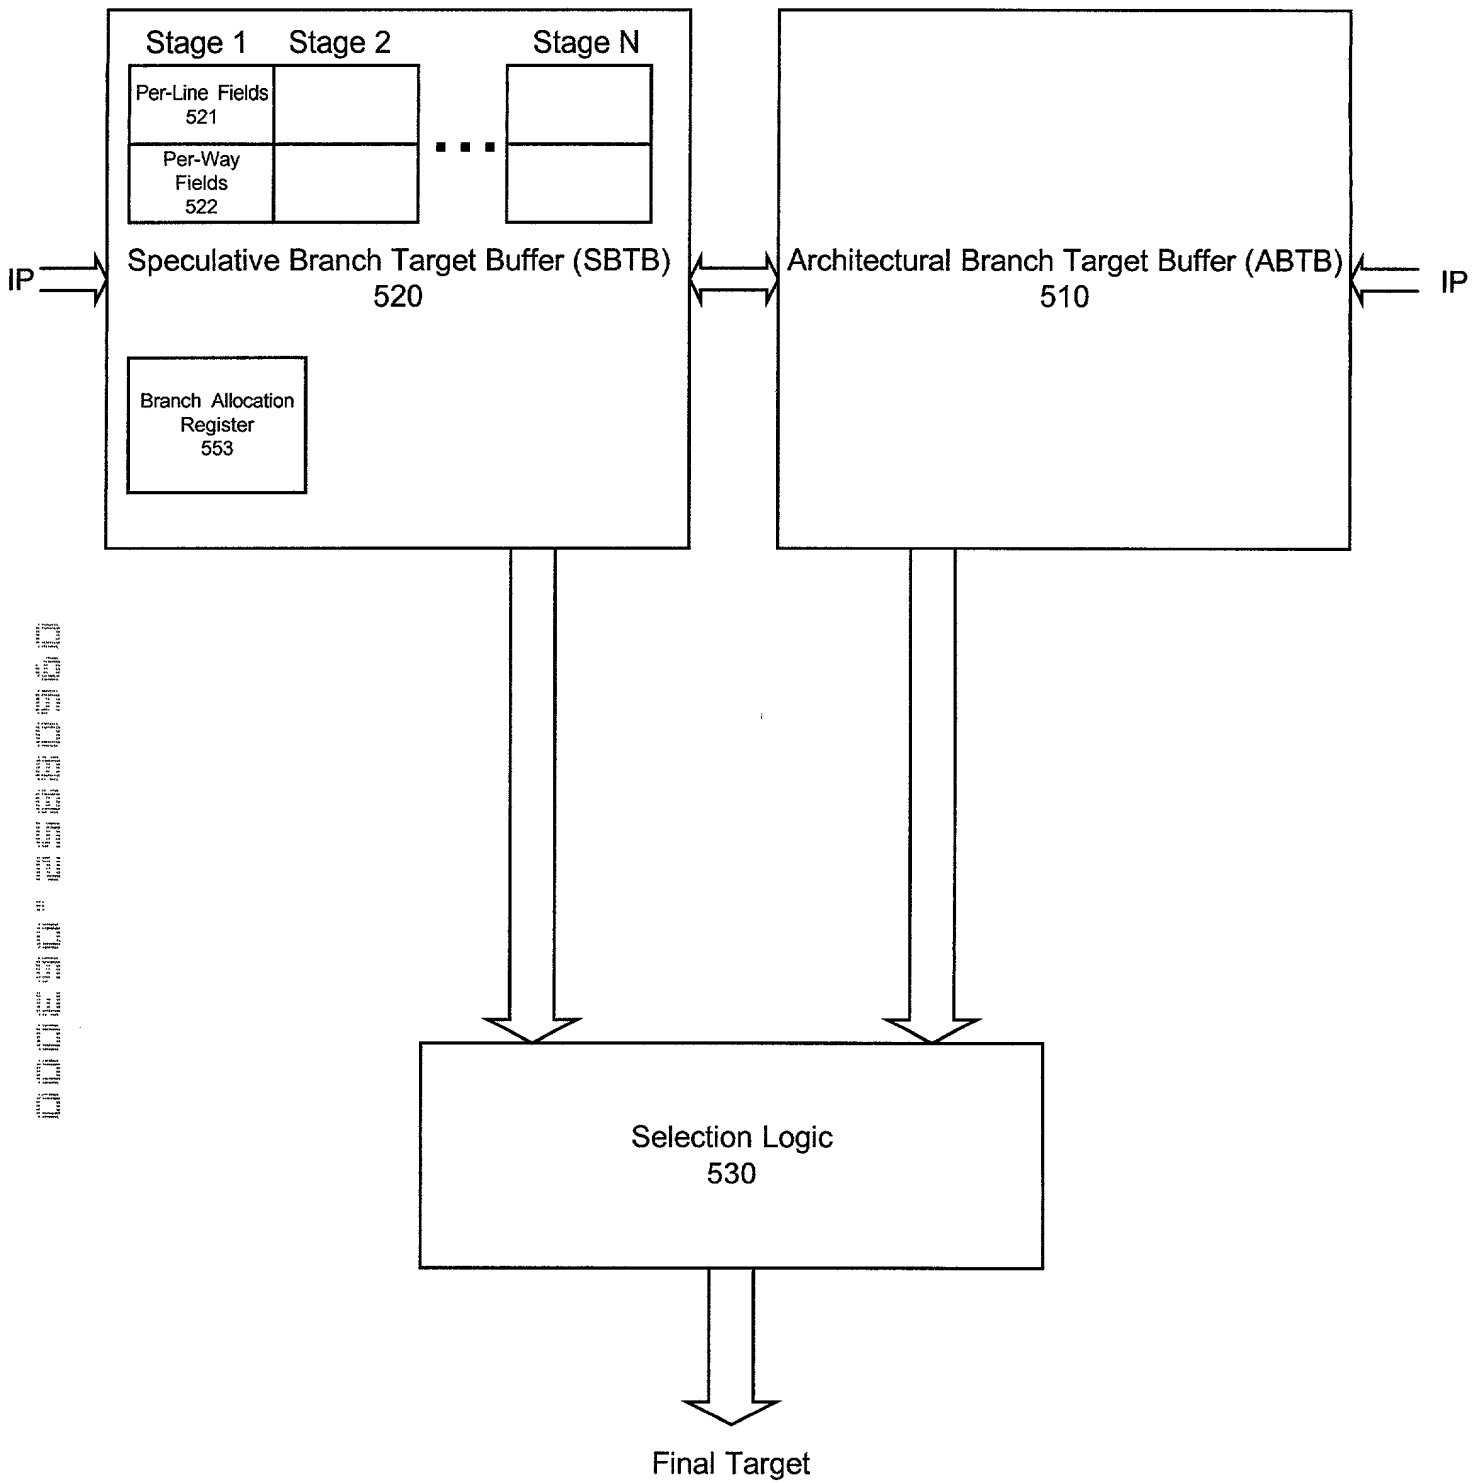 Stage 1 Stage 2 Stage N
Per-Line Fields
521
Per-Way
Fields
522
Speculative Branch Target Buffer (SBTB)
520
IP
Architectural Branch Target Buffer (ABTB)
510
IP
Branch Allocation
Register
553
Selection Logic
530
Final Target